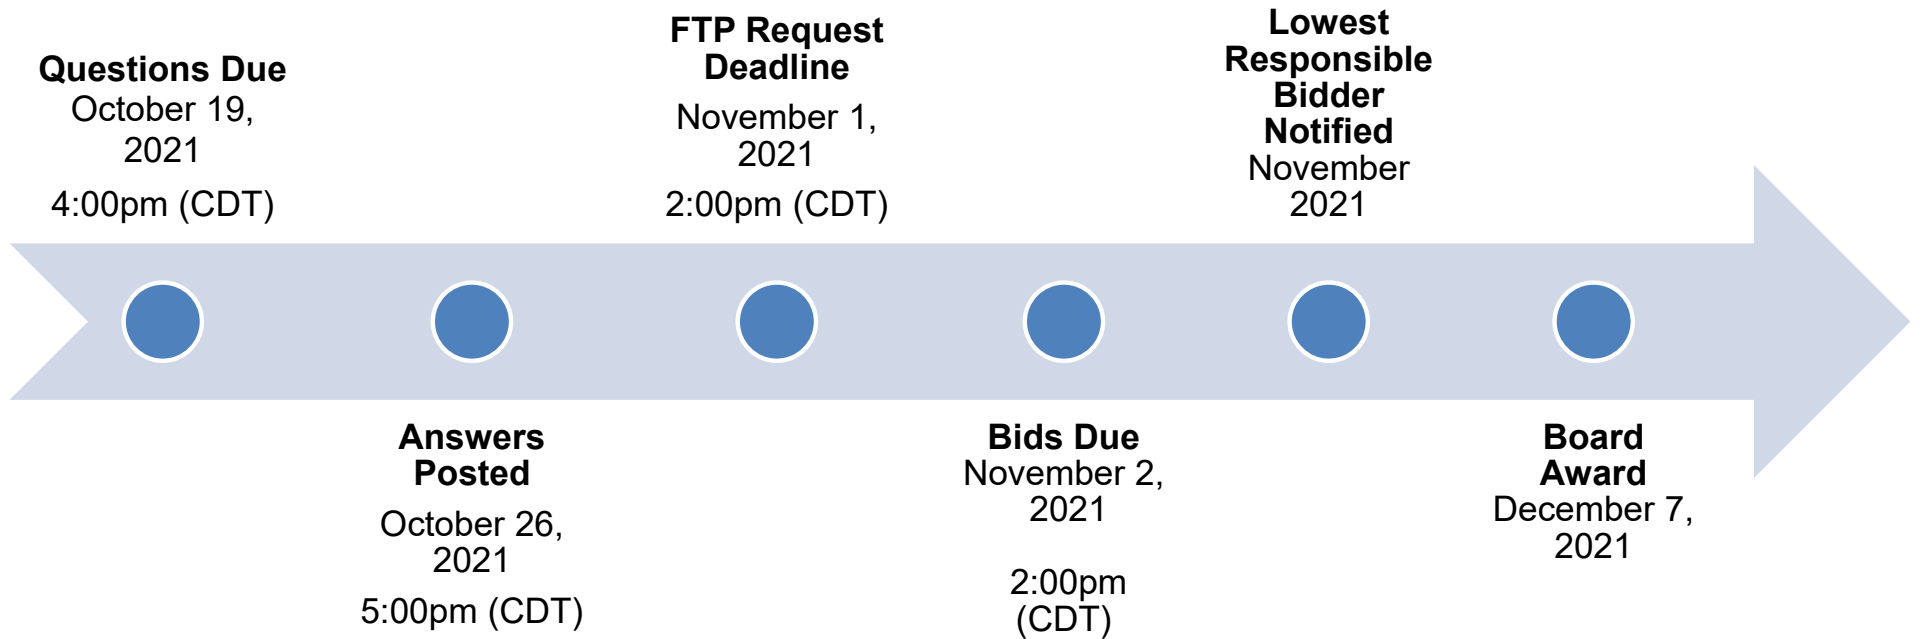 Questions Due
October 19,
2021
4:00pm (CDT)
Answers
Posted
October 26,
2021
5:00pm (CDT)
FTP Request
Deadline
November 1,
2021
2:00pm (CDT)
Bids Due
November 2,
2021
2:00pm
(CDT)
Lowest
Responsible
Bidder
Notified
November
2021
Board
Award
December 7,
2021